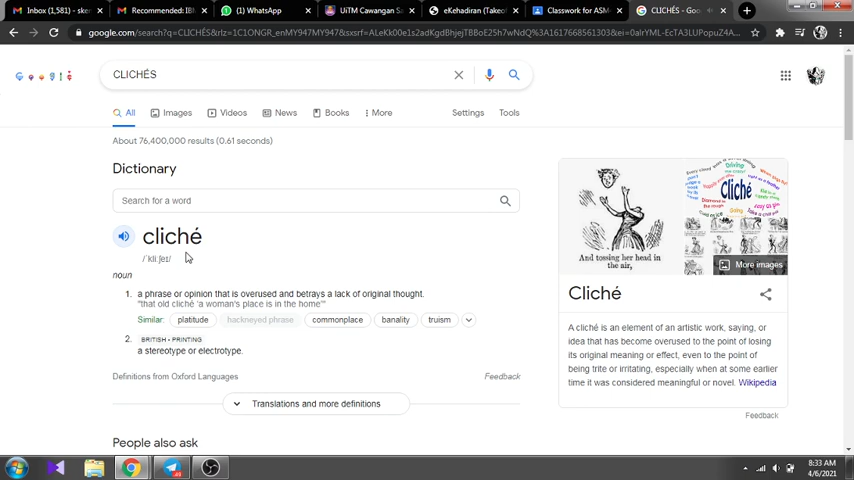 Inbox (1,581) - sker
Recommended: IBM
(1) WhatsApp
UiTM Cawangan Sa
eKehadiran (Takeo
Classwork for ASM
CLICHÉS - Goo
CLICHÉS
All
Images
Videos
News
Books
More
Settings
Tools
About 76,400,000 results (0.61 seconds)
Dictionary
Search for a word
cliché
/ˈkliːʃeɪ/
noun
1. a phrase or opinion that is overused and betrays a lack of original thought.
"that old cliché 'a woman's place is in the home'"
Similar: platitude hackneyed phrase commonplace banality truism
2. BRITISH • PRINTING
a stereotype or electrotype.
Definitions from Oxford Languages
Feedback
Translations and more definitions
People also ask
And tossing her head in
the air,
Cliché
More images
Cliché
A cliché is an element of an artistic work, saying, or
idea that has become overused to the point of losing
its original meaning or effect, even to the point of
being trite or irritating, especially when at some earlier
time it was considered meaningful or novel. Wikipedia
Feedback
8:33 AM
4/6/2021